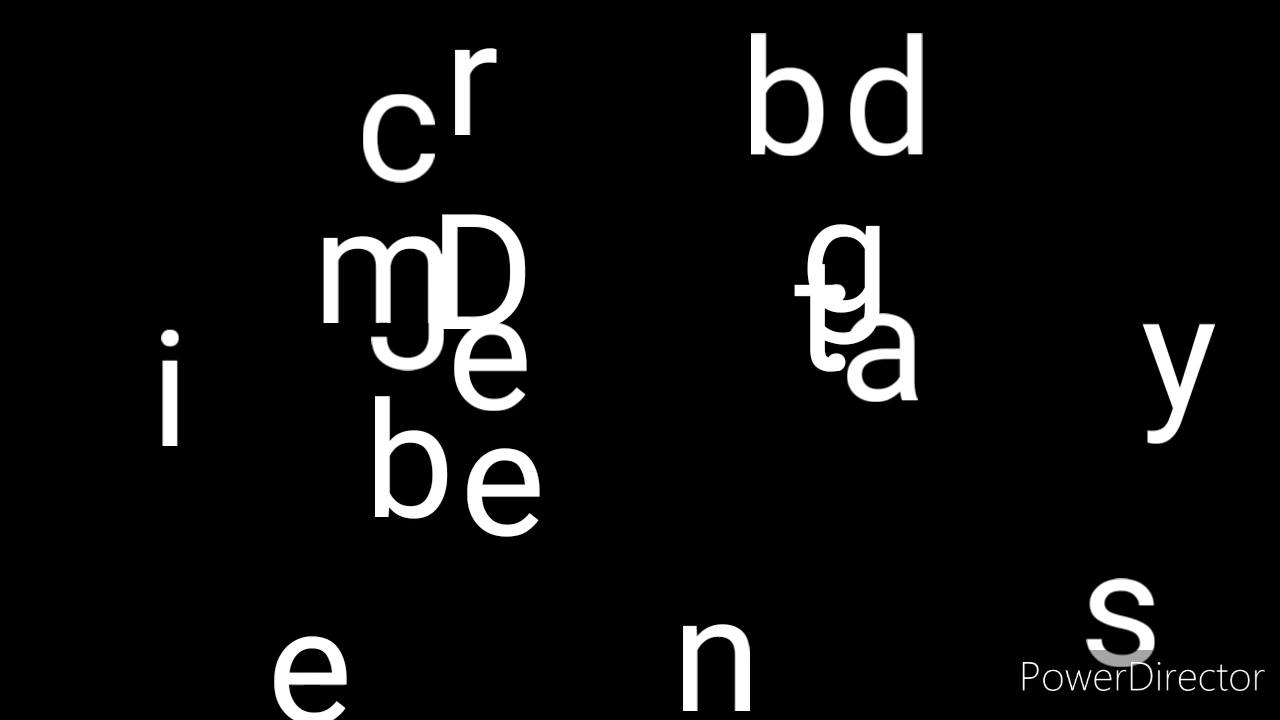 c r b d
m J D g
i e t a y
b e
e n s
PowerDirector